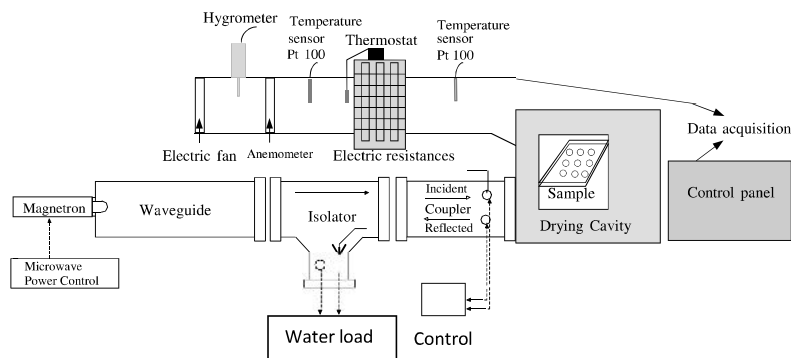 Hygrometer
Temperature
sensor
Pt 100
Thermostat
Temperature
sensor
Pt 100
Electric fan
Anemometer
Electric resistances
Data acquisition
Magnetron
Waveguide
Isolator
Incident
Coupler
Reflected
Sample
Drying Cavity
Control panel
Microwave
Power Control
Water load
Control